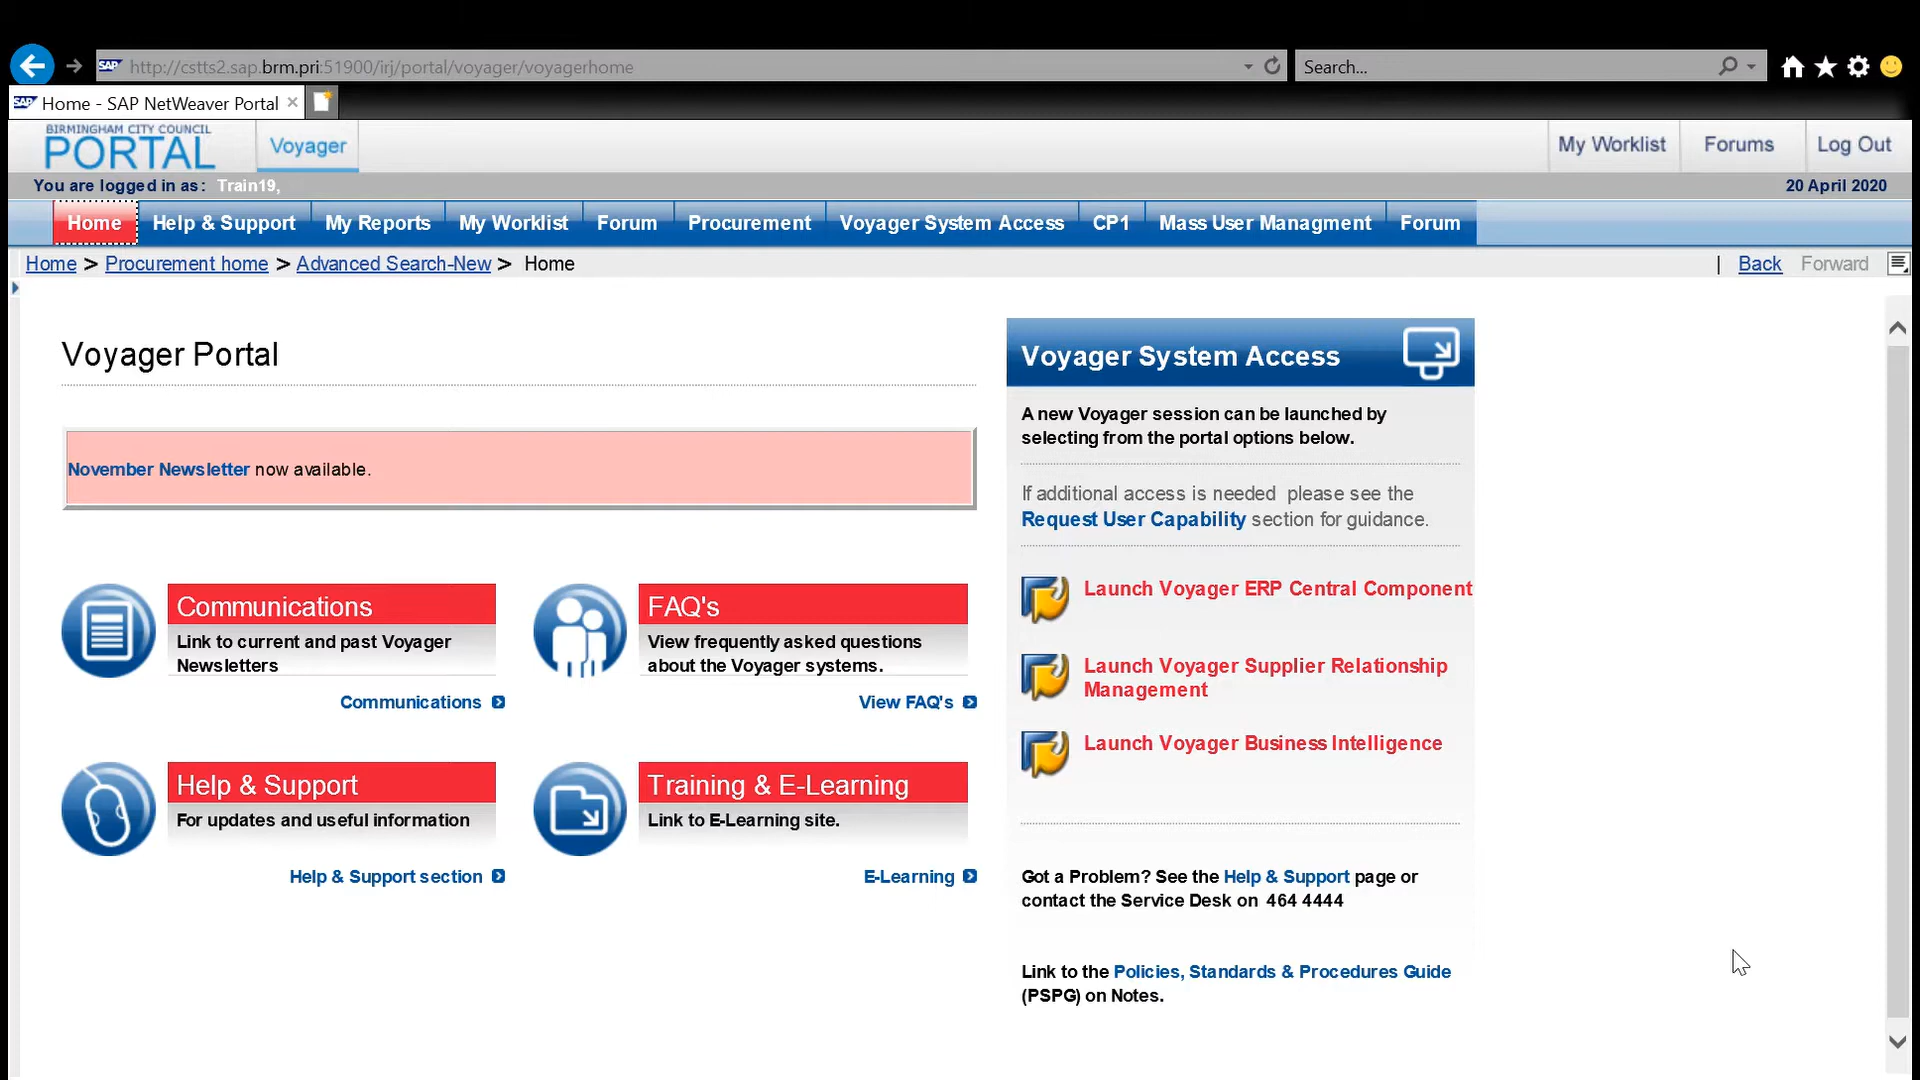 SAP http://cstts2.sap.brm.pri:51900/irj/portal/voyager/voyagerhome
Search...
SAP Home - SAP NetWeaver Portal
BIRMINGHAM CITY COUNCIL
PORTAL
Voyager
My Worklist
Forums
Log Out
You are logged in as: Train19,
20 April 2020
Home
Help & Support
My Reports
My Worklist
Forum
Procurement
Voyager System Access
CP1
Mass User Managment
Forum
Home > Procurement home > Advanced Search-New > Home
| Back Forward
Voyager Portal
November Newsletter now available.
Communications
Link to current and past Voyager
Newsletters
Communications
FAQ's
View frequently asked questions
about the Voyager systems.
View FAQ's
Help & Support
For updates and useful information
Help & Support section
Training & E-Learning
Link to E-Learning site.
E-Learning
Voyager System Access
A new Voyager session can be launched by
selecting from the portal options below.
If additional access is needed please see the
Request User Capability section for guidance.
Launch Voyager ERP Central Component
Launch Voyager Supplier Relationship
Management
Launch Voyager Business Intelligence
Got a Problem? See the Help & Support page or
contact the Service Desk on 464 4444
Link to the Policies, Standards & Procedures Guide
(PSPG) on Notes.